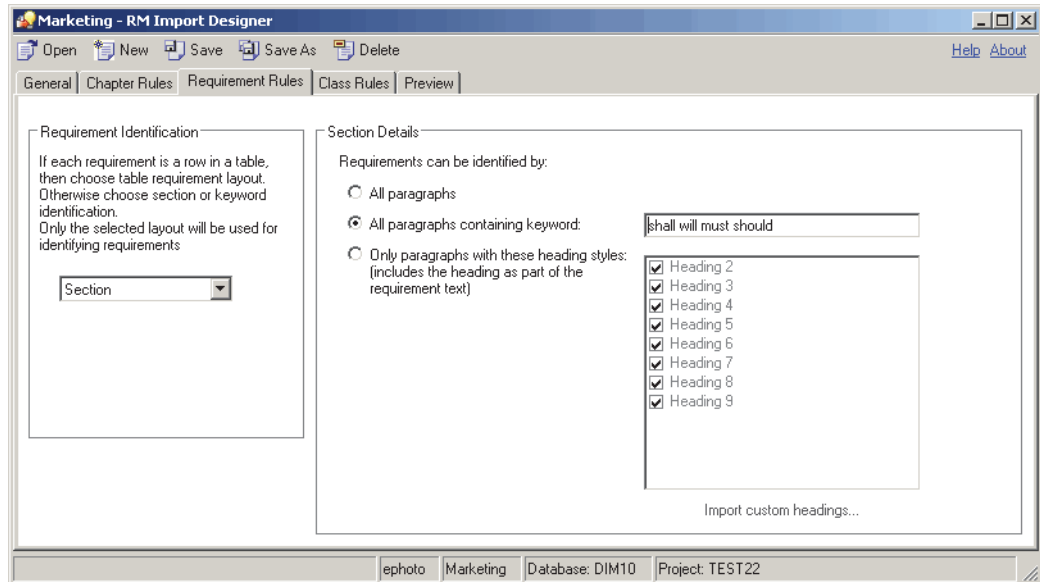 Marketing - RM Import Designer
Open New Save Save As Delete Help About
General Chapter Rules Requirement Rules Class Rules Preview
Requirement Identification
If each requirement is a row in a table,
then choose table requirement layout.
Otherwise choose section or keyword
identification.
Only the selected layout will be used for
identifying requirements
Section
Section Details
Requirements can be identified by:
All paragraphs
All paragraphs containing keyword: shall will must should
Only paragraphs with these heading styles:
(includes the heading as part of the
requirement text)
Heading 2
Heading 3
Heading 4
Heading 5
Heading 6
Heading 7
Heading 8
Heading 9
Import custom headings...
ephoto Marketing Database: DIM10 Project: TEST22